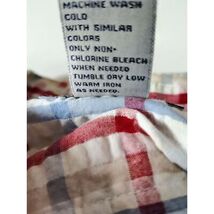 MACHINE WASH
COLD
WITH SIMILAR
COLORS
ONLY NON-
CHLORINE BLEACH
WHEN NEEDED
TUMBLE DRY LOW
WARM IRON
AS NEEDED.